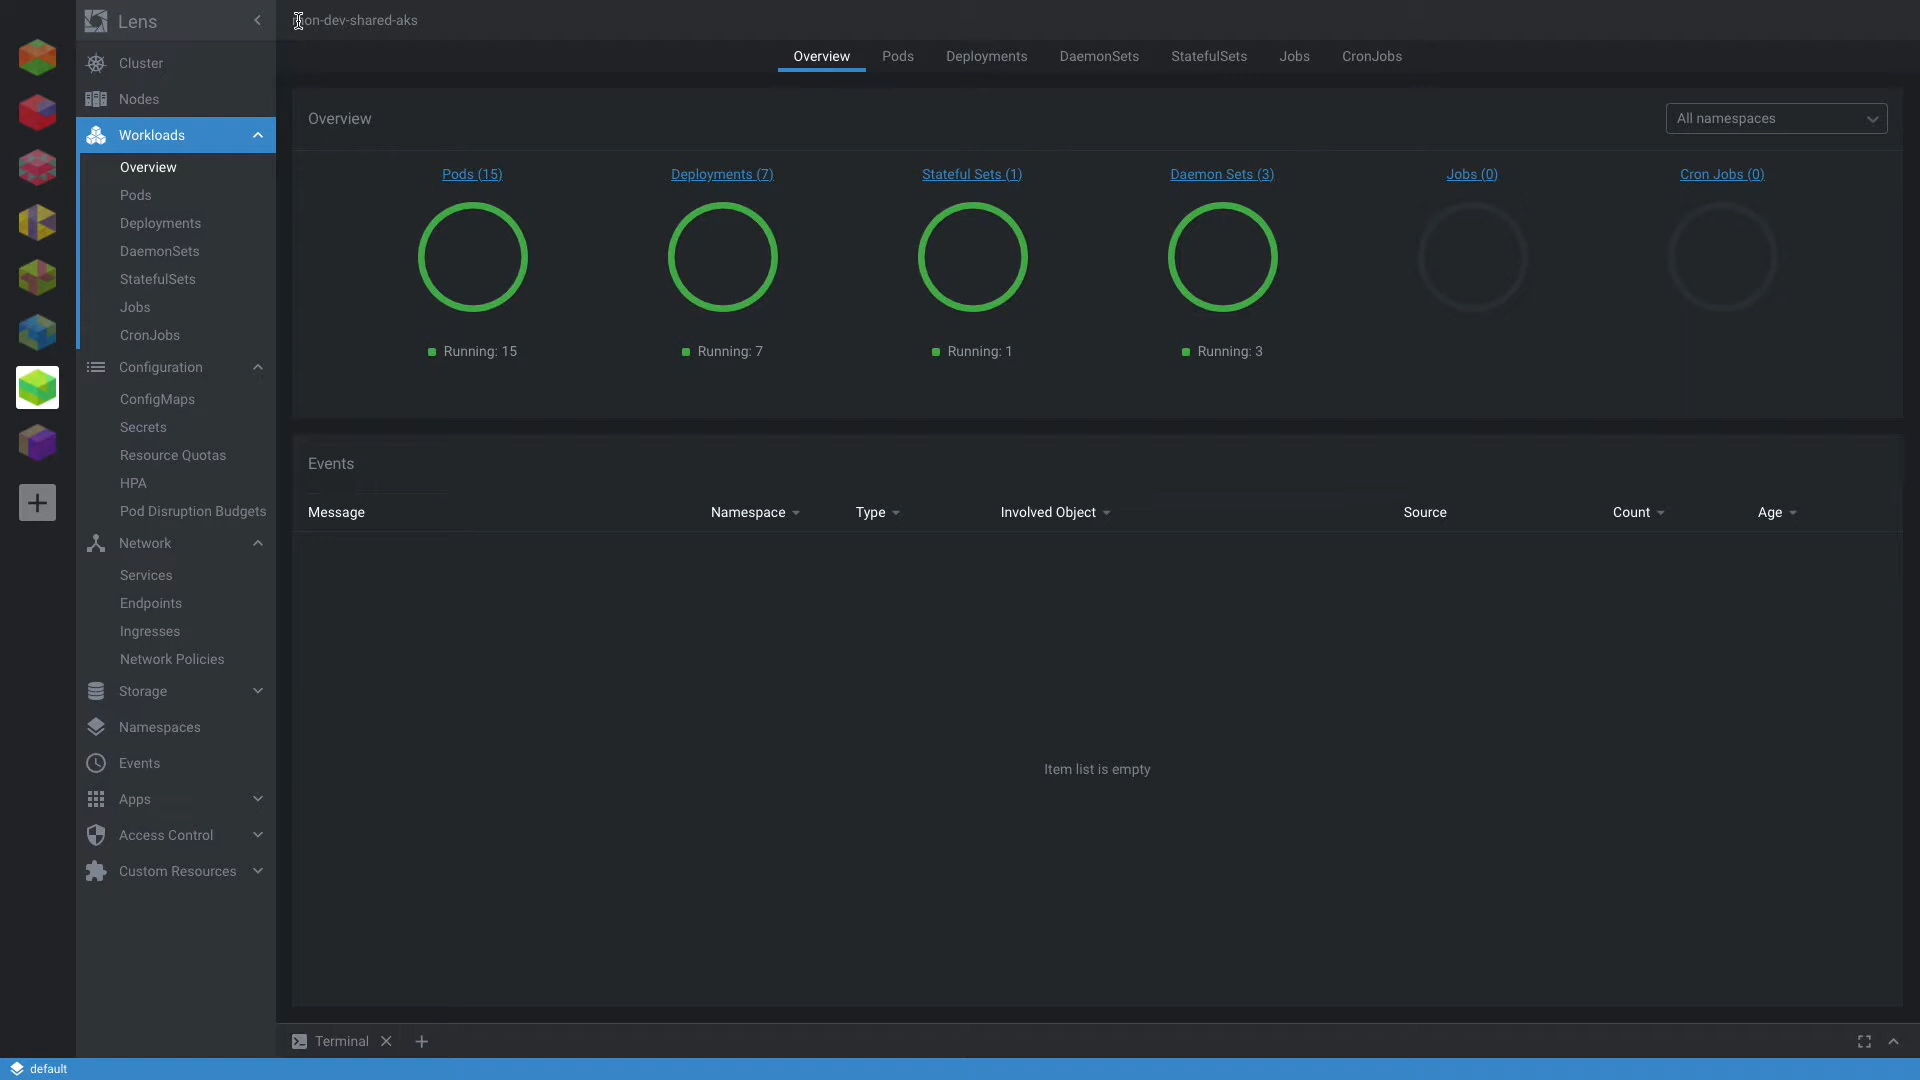 Lens
Cluster
Nodes
Workloads
Overview
Pods
Deployments
DaemonSets
StatefulSets
Jobs
CronJobs
Configuration
ConfigMaps
Secrets
Resource Quotas
HPA
Pod Disruption Budgets
Network
Services
Endpoints
Ingresses
Network Policies
Storage
Namespaces
Events
Apps
Access Control
Custom Resources
Overview Pods Deployments DaemonSets StatefulSets Jobs CronJobs
Overview
All namespaces
Pods (15) Deployments (7) Stateful Sets (1) Daemon Sets (3) Jobs (0) Cron Jobs (0)
Running: 15 Running: 7 Running: 1 Running: 3
Events
Message Namespace Type Involved Object Source Count Age
Item list is empty
Terminal
default